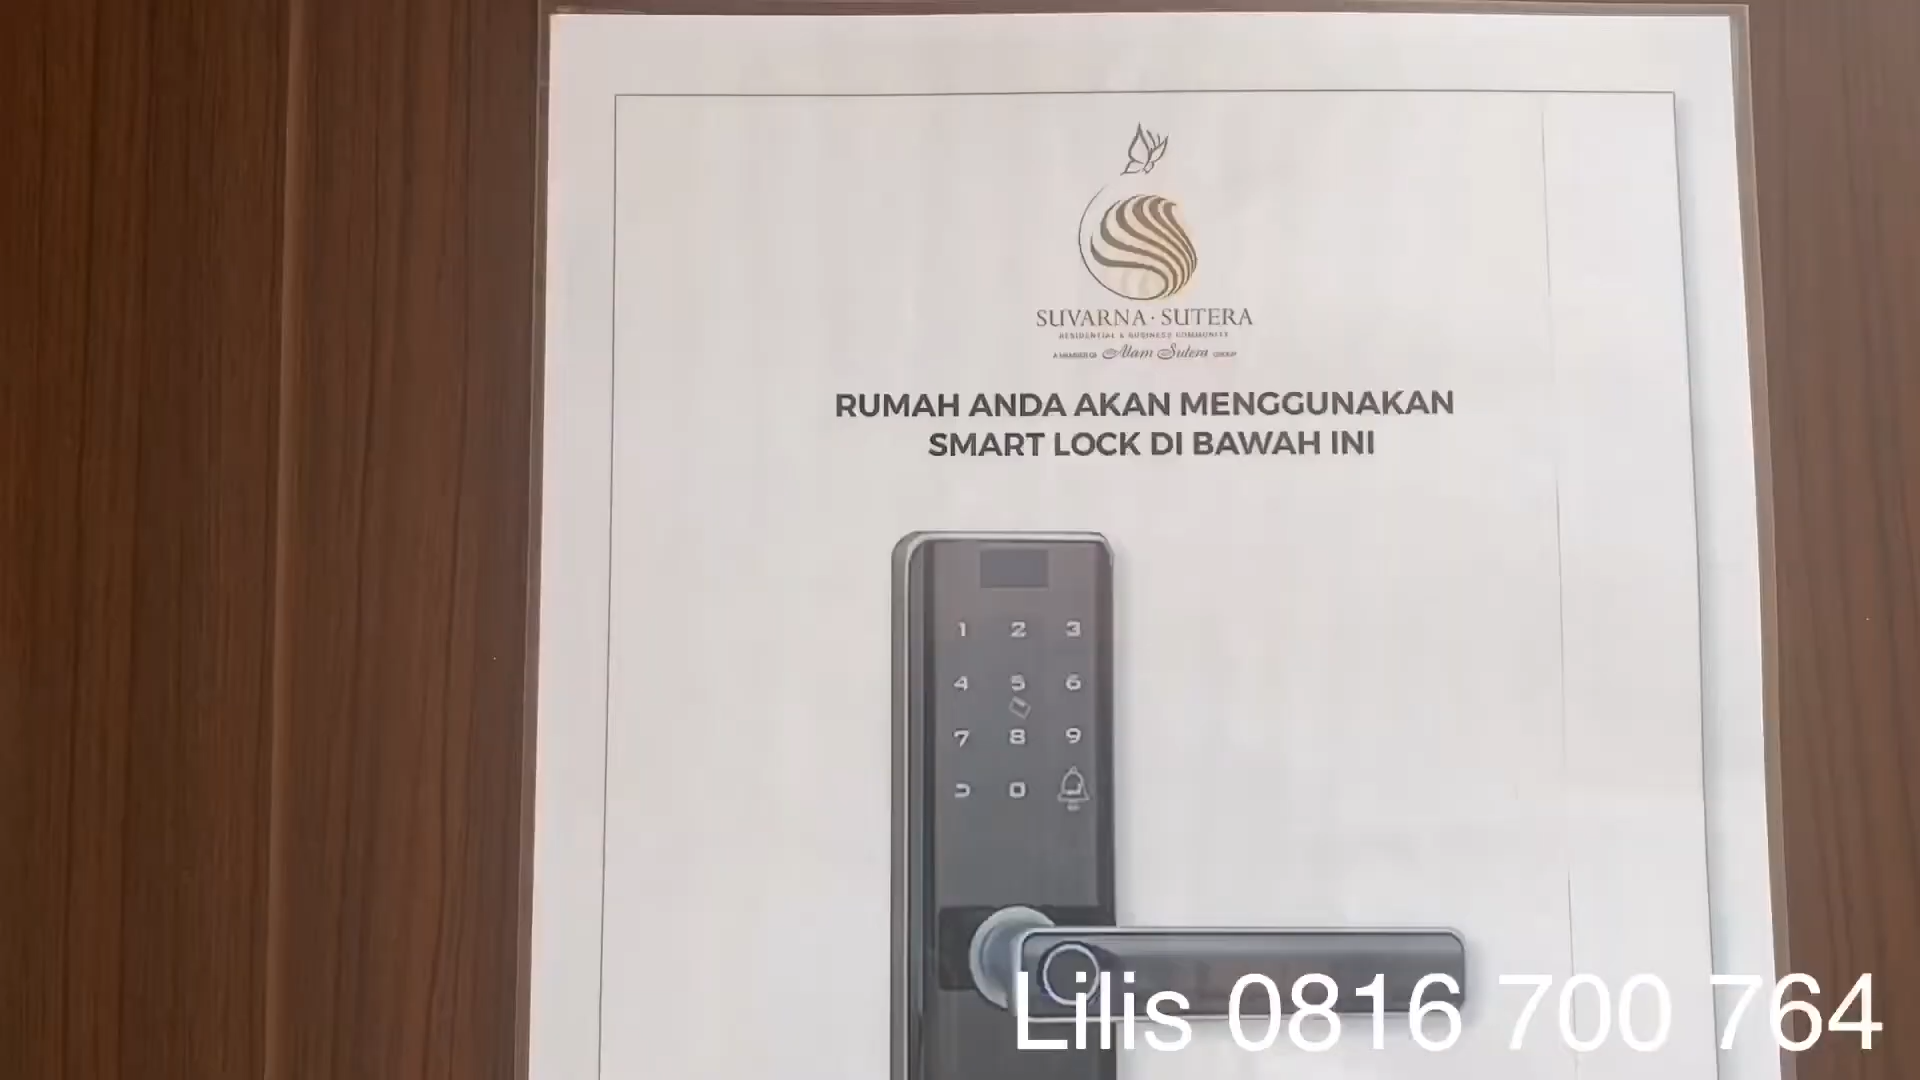 SUVARNA · SUTERA
RESIDENTIAL & BUSINESS COMMUNITY
A MEMBER OF Alam Sutera GROUP
RUMAH ANDA AKAN MENGGUNAKAN
SMART LOCK DI BAWAH INI
1 2 3
4 5 6
7 8 9
0
Lilis 0816 700 764